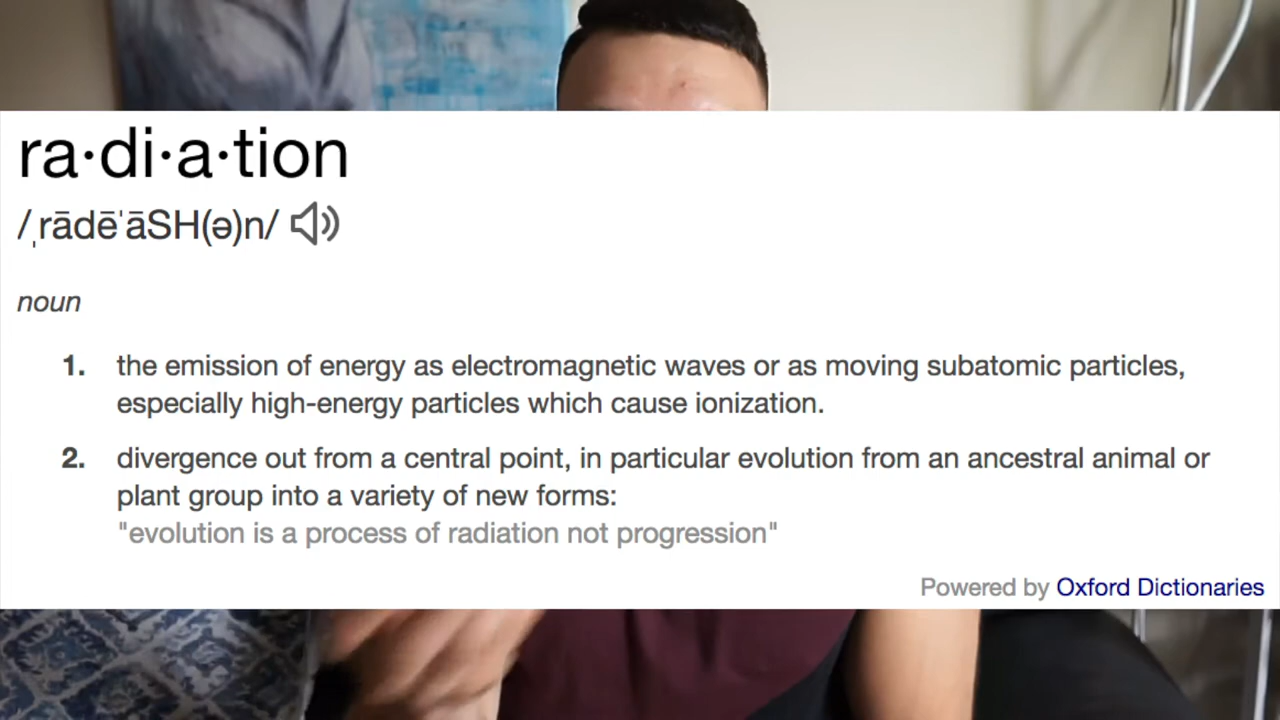 ra·di·a·tion
/ˌrādēˈāSH(ə)n/
noun
1. the emission of energy as electromagnetic waves or as moving subatomic particles,
especially high-energy particles which cause ionization.
2. divergence out from a central point, in particular evolution from an ancestral animal or
plant group into a variety of new forms:
"evolution is a process of radiation not progression"
Powered by Oxford Dictionaries